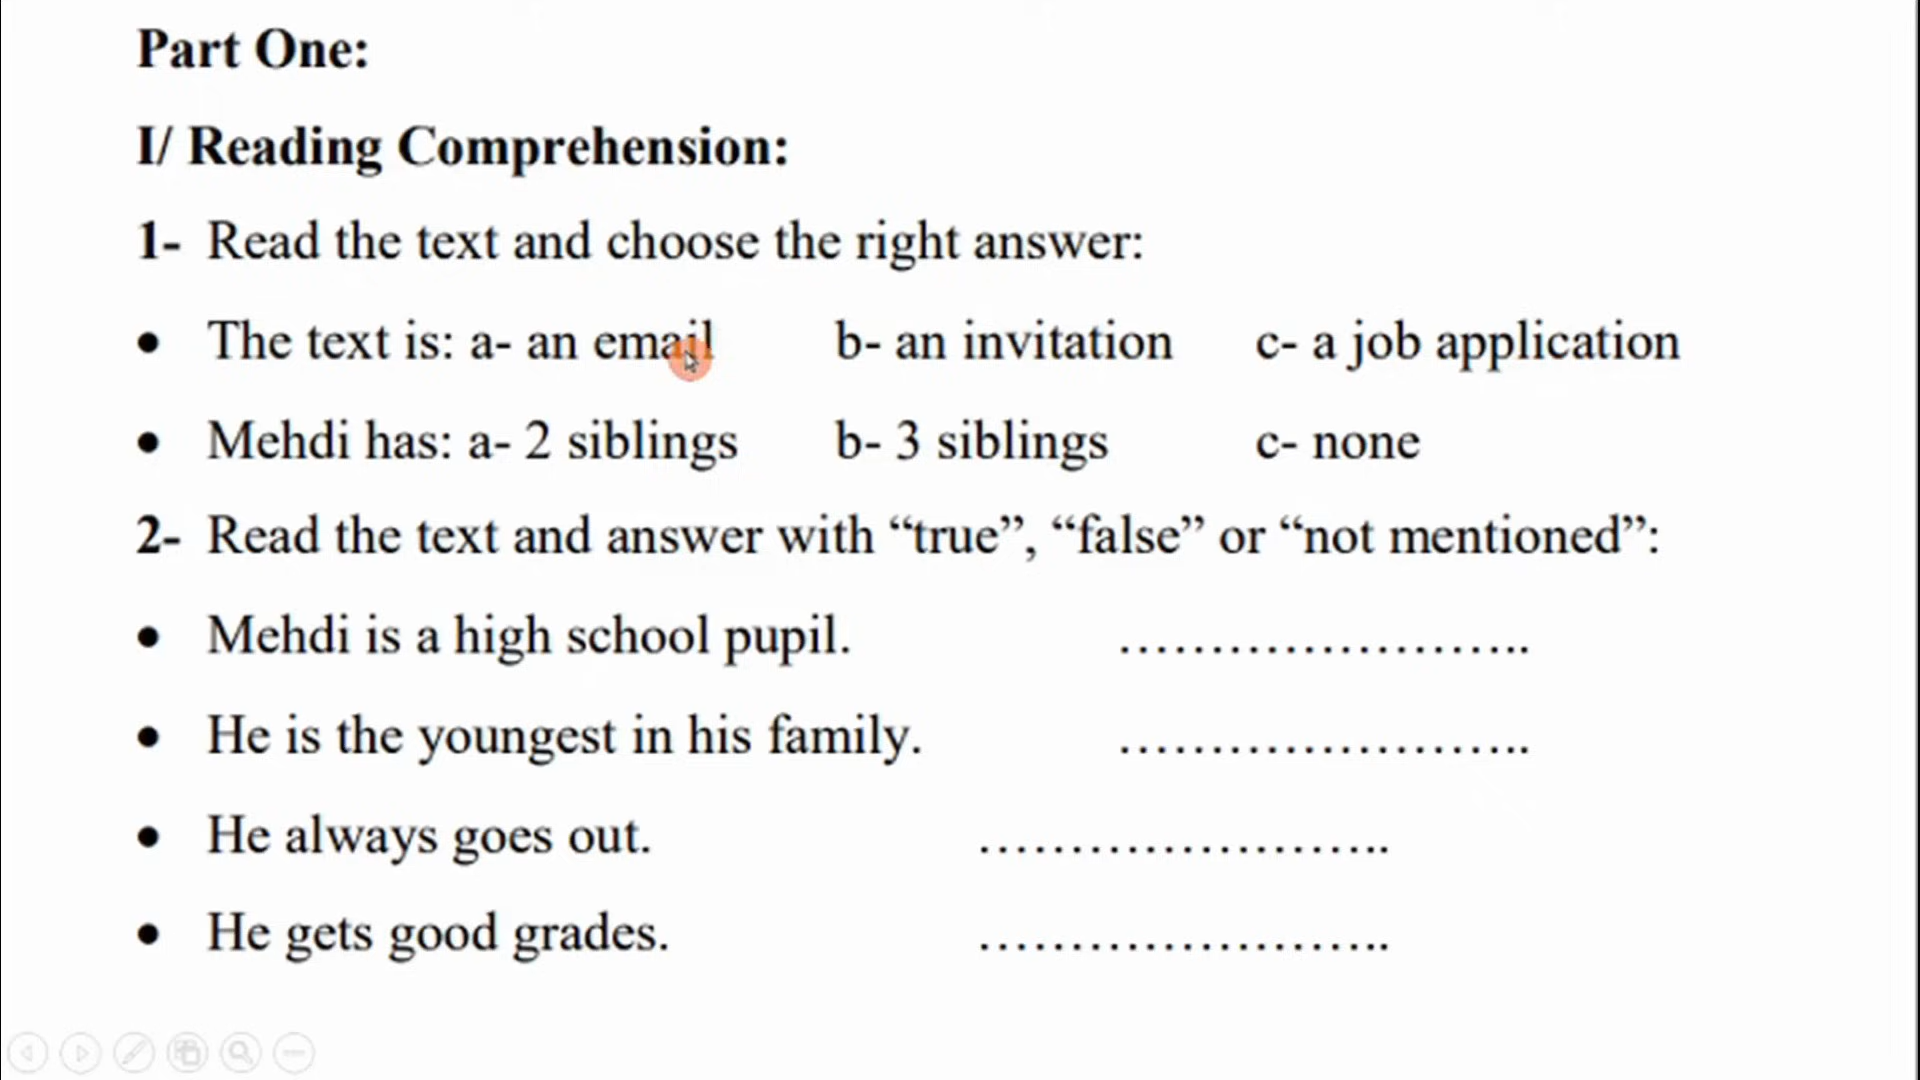 Part One:
I/ Reading Comprehension:
1- Read the text and choose the right answer:
• The text is: a- an email b- an invitation c- a job application
• Mehdi has: a- 2 siblings b- 3 siblings c- none
2- Read the text and answer with “true”, “false” or “not mentioned”:
• Mehdi is a high school pupil. …………………….
• He is the youngest in his family. …………………….
• He always goes out. …………………….
• He gets good grades. …………………….